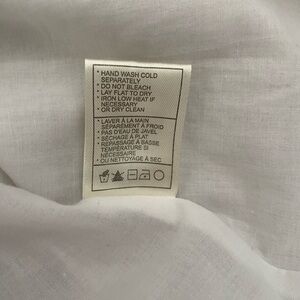 • HAND WASH COLD
SEPARATELY
• DO NOT BLEACH
• LAY FLAT TO DRY
• IRON LOW HEAT IF
NECESSARY
• OR DRY CLEAN
• LAVER À LA MAIN
SÉPARÉMENT À FROID
• PAS D'EAU DE JAVEL
• SÉCHAGE À PLAT
• REPASSAGE A BASSE
TEMPÉRATURE SI
NÉCESSAIRE
• OU NETTOYAGE À SEC